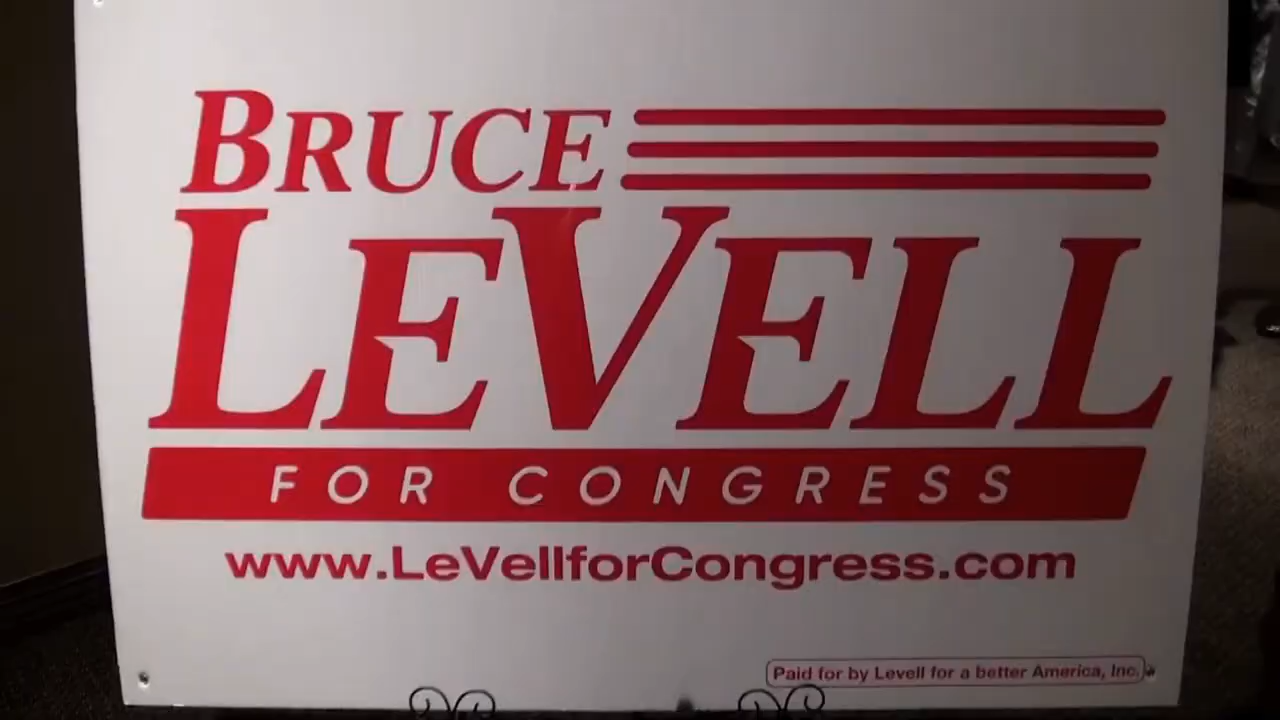 BRUCE
LEVELL
FOR CONGRESS
www.LeVellforCongress.com
Paid for by Levell for a better America, Inc.